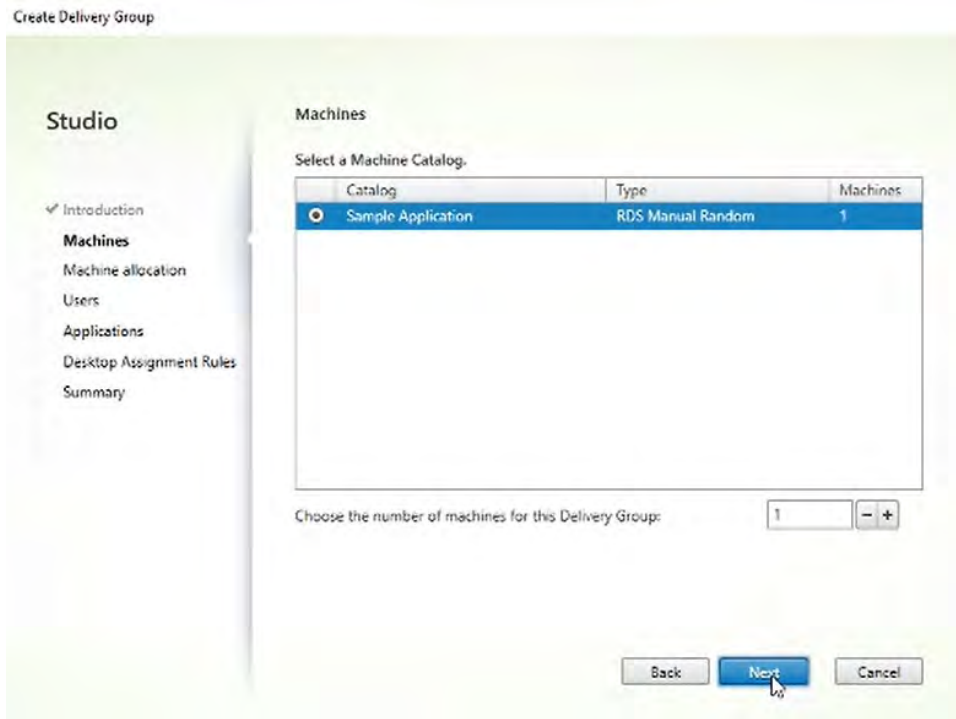 Create Delivery Group
Studio
Introduction
Machines
Machine allocation
Users
Applications
Desktop Assignment Rules
Summary
Machines
Select a Machine Catalog.
Catalog Type Machines
Sample Application RDS Manual Random 1
Choose the number of machines for this Delivery Group: 1 - +
Back Next Cancel